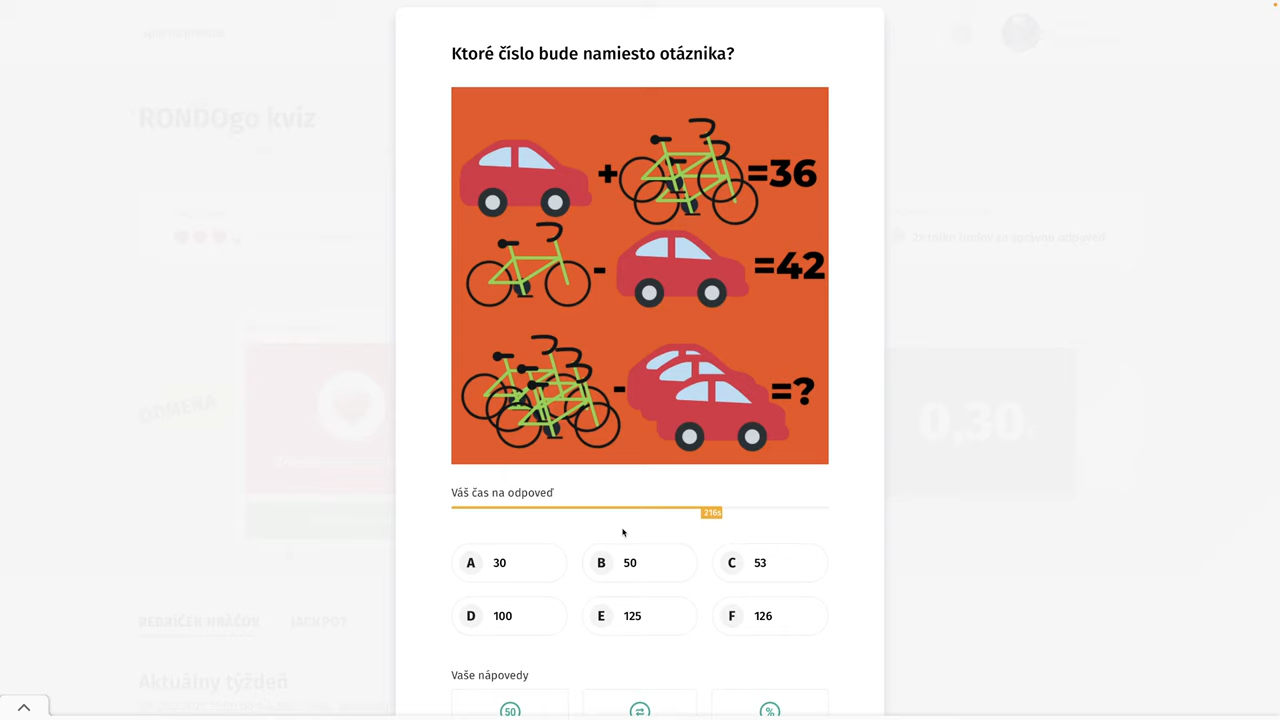 Ktoré číslo bude namiesto otáznika?
RONDOgo kvíz
+ =36
- =42
- =?
ODMENA
0,30
Váš čas na odpoveď
216s
A 30
B 50
C 53
D 100
E 125
F 126
REBRÍČEK HRÁČOV JACKPOT
Aktuálny týždeň
Vaše nápovedy
50
%